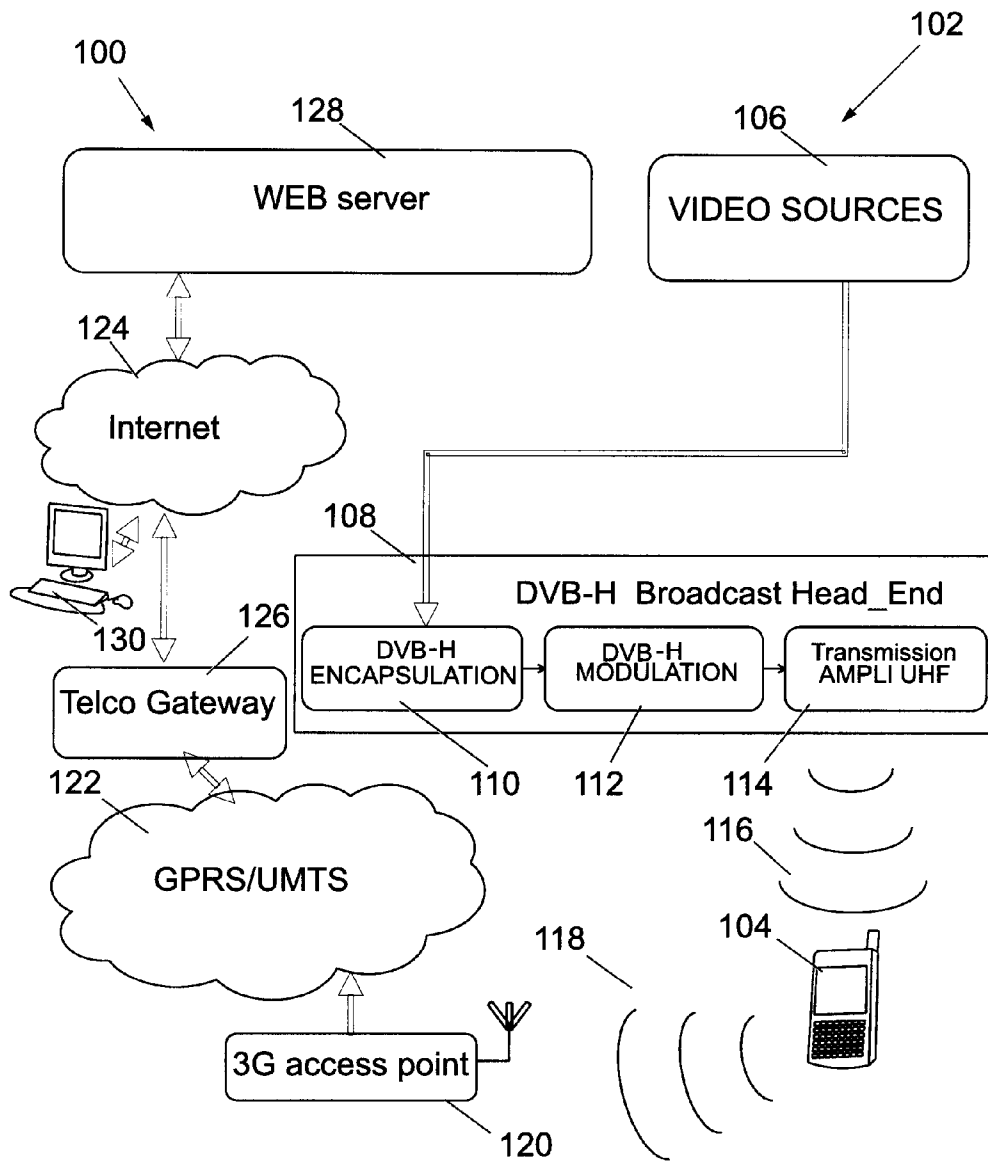 100
102
128
106
WEB server
VIDEO SOURCES
124
Internet
108
130
126
DVB-H Broadcast Head_End
DVB-H
ENCAPSULATION
DVB-H
MODULATION
Transmission
AMPLI UHF
Telco Gateway
122
110
112
114
116
GPRS/UMTS
118
104
3G access point
120